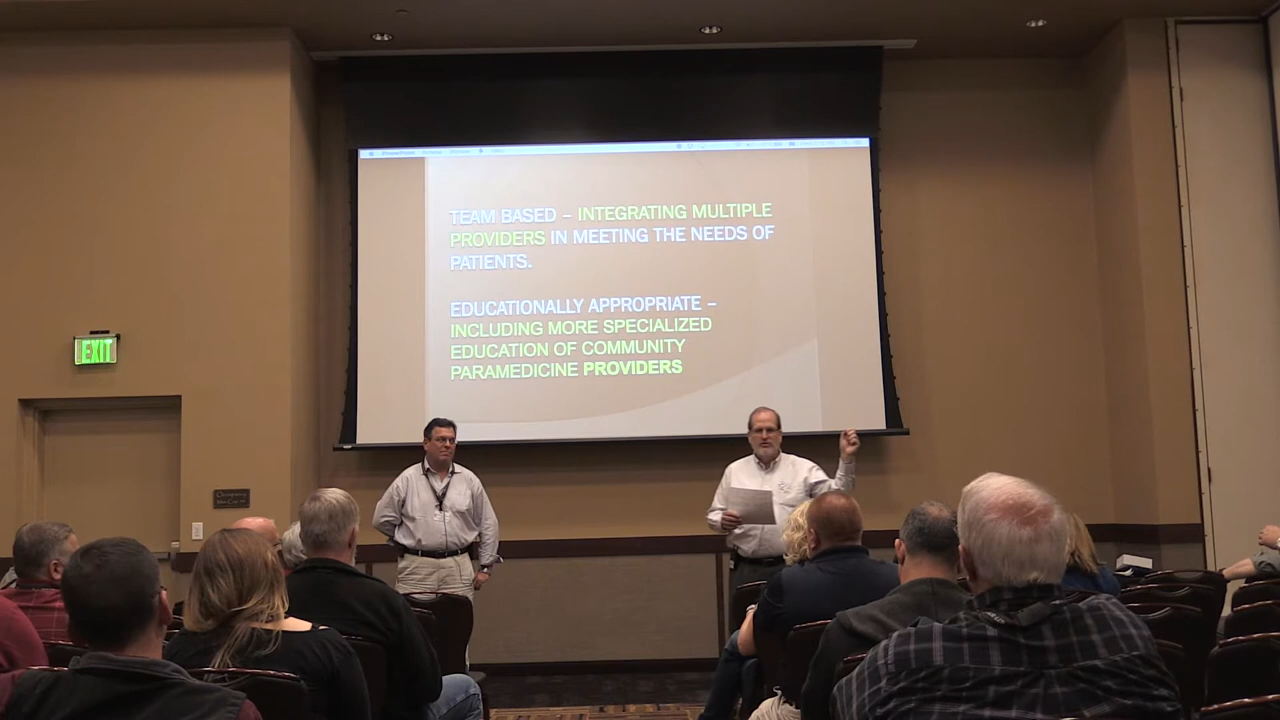 TEAM BASED – INTEGRATING MULTIPLE
PROVIDERS IN MEETING THE NEEDS OF
PATIENTS.
EDUCATIONALLY APPROPRIATE –
INCLUDING MORE SPECIALIZED
EDUCATION OF COMMUNITY
PARAMEDICINE PROVIDERS
EXIT
Occupancy